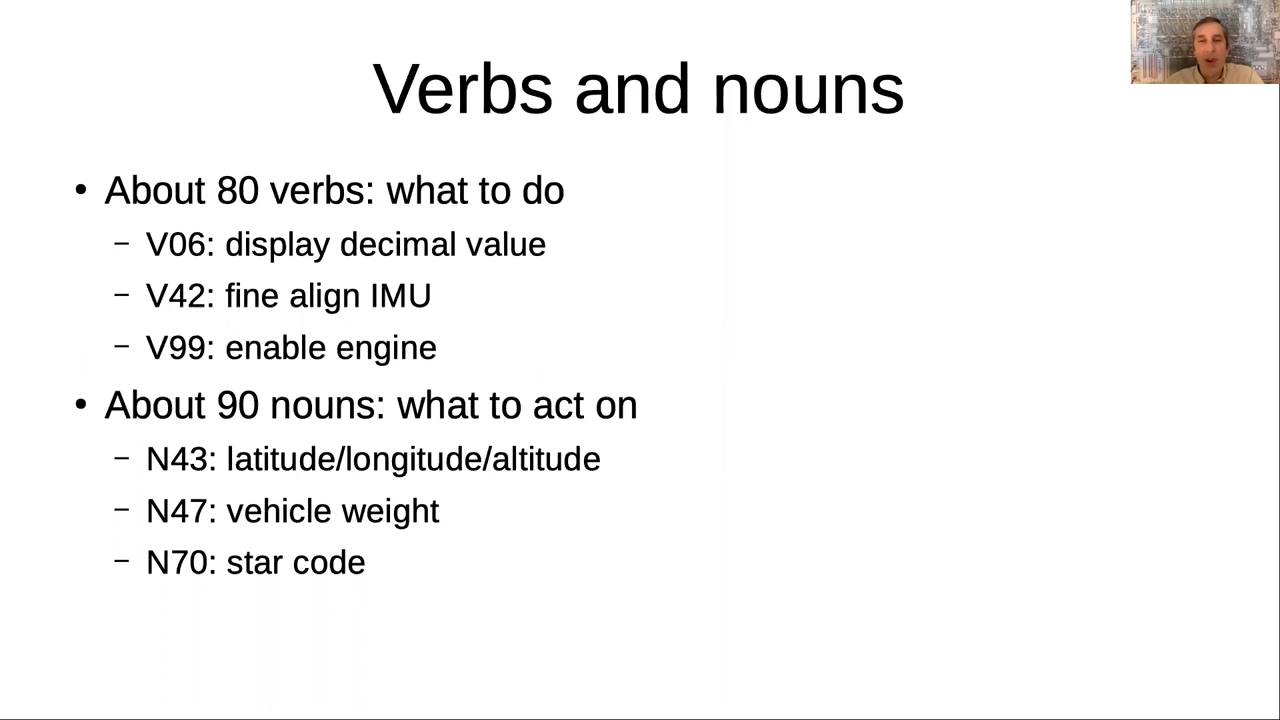 Verbs and nouns
• About 80 verbs: what to do
– V06: display decimal value
– V42: fine align IMU
– V99: enable engine
• About 90 nouns: what to act on
– N43: latitude/longitude/altitude
– N47: vehicle weight
– N70: star code